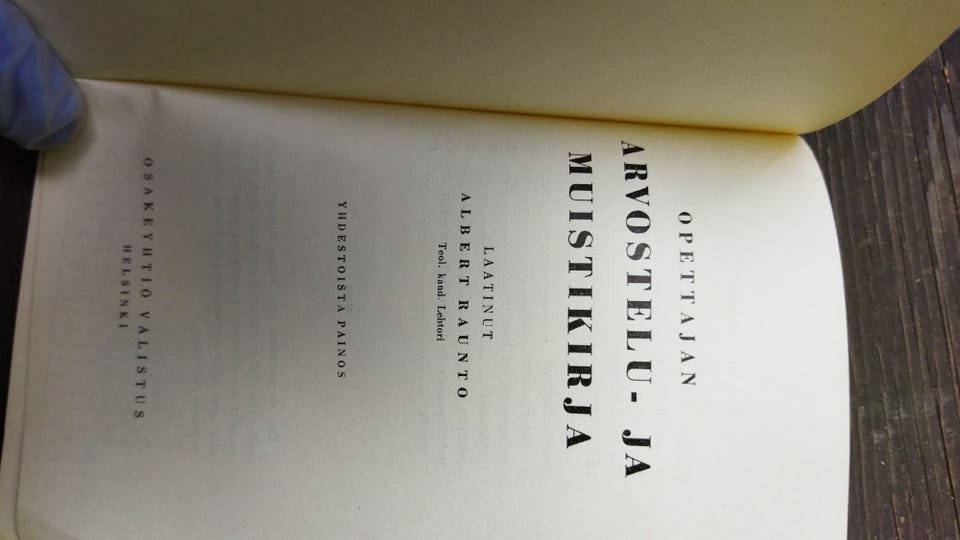 OPETTAJAN
ARVOSTELU- JA
MUISTIKIRJA
LAATINUT
ALBERT RAUNTO
Teol. kand. Lehtori
YHDESTOISTA PAINOS
OSAKEYHTIÖ VALISTUS
HELSINKI